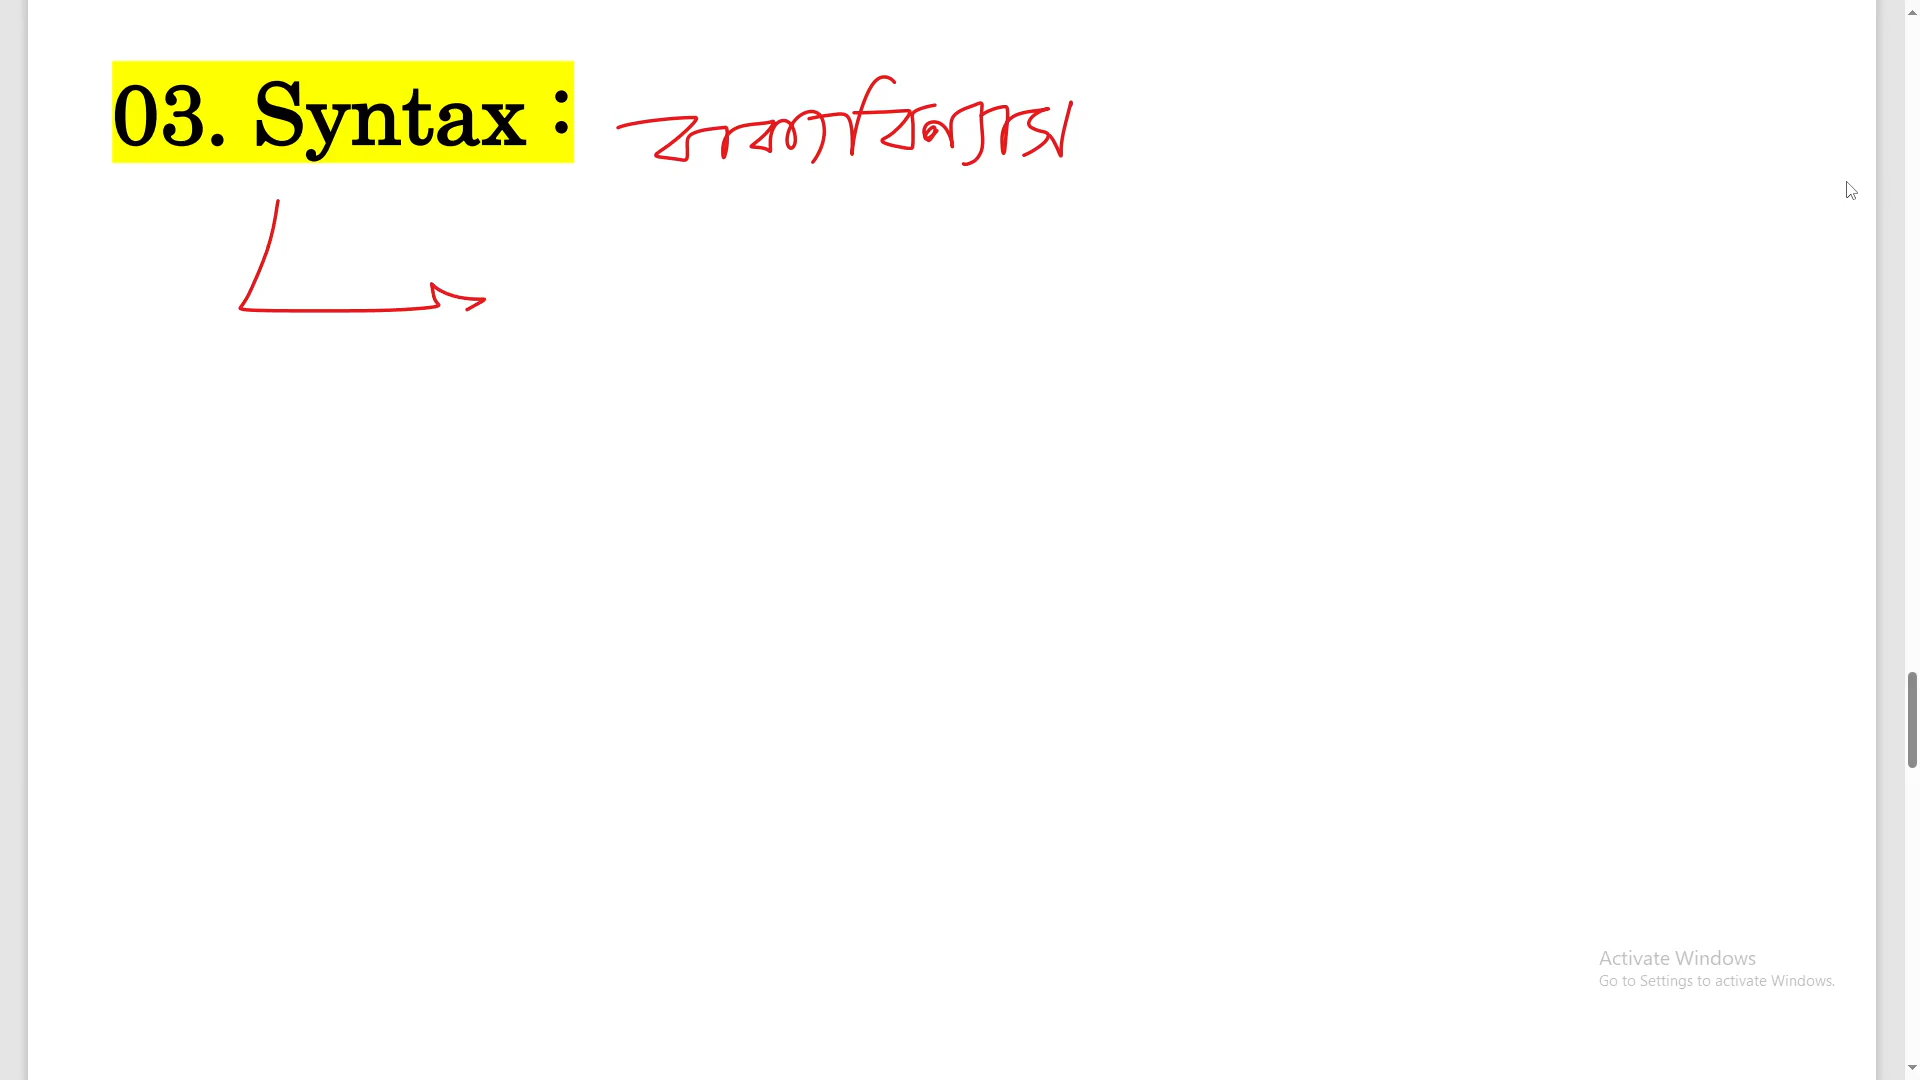 03. Syntax : বাক্যবিন্যাস
Activate Windows
Go to Settings to activate Windows.